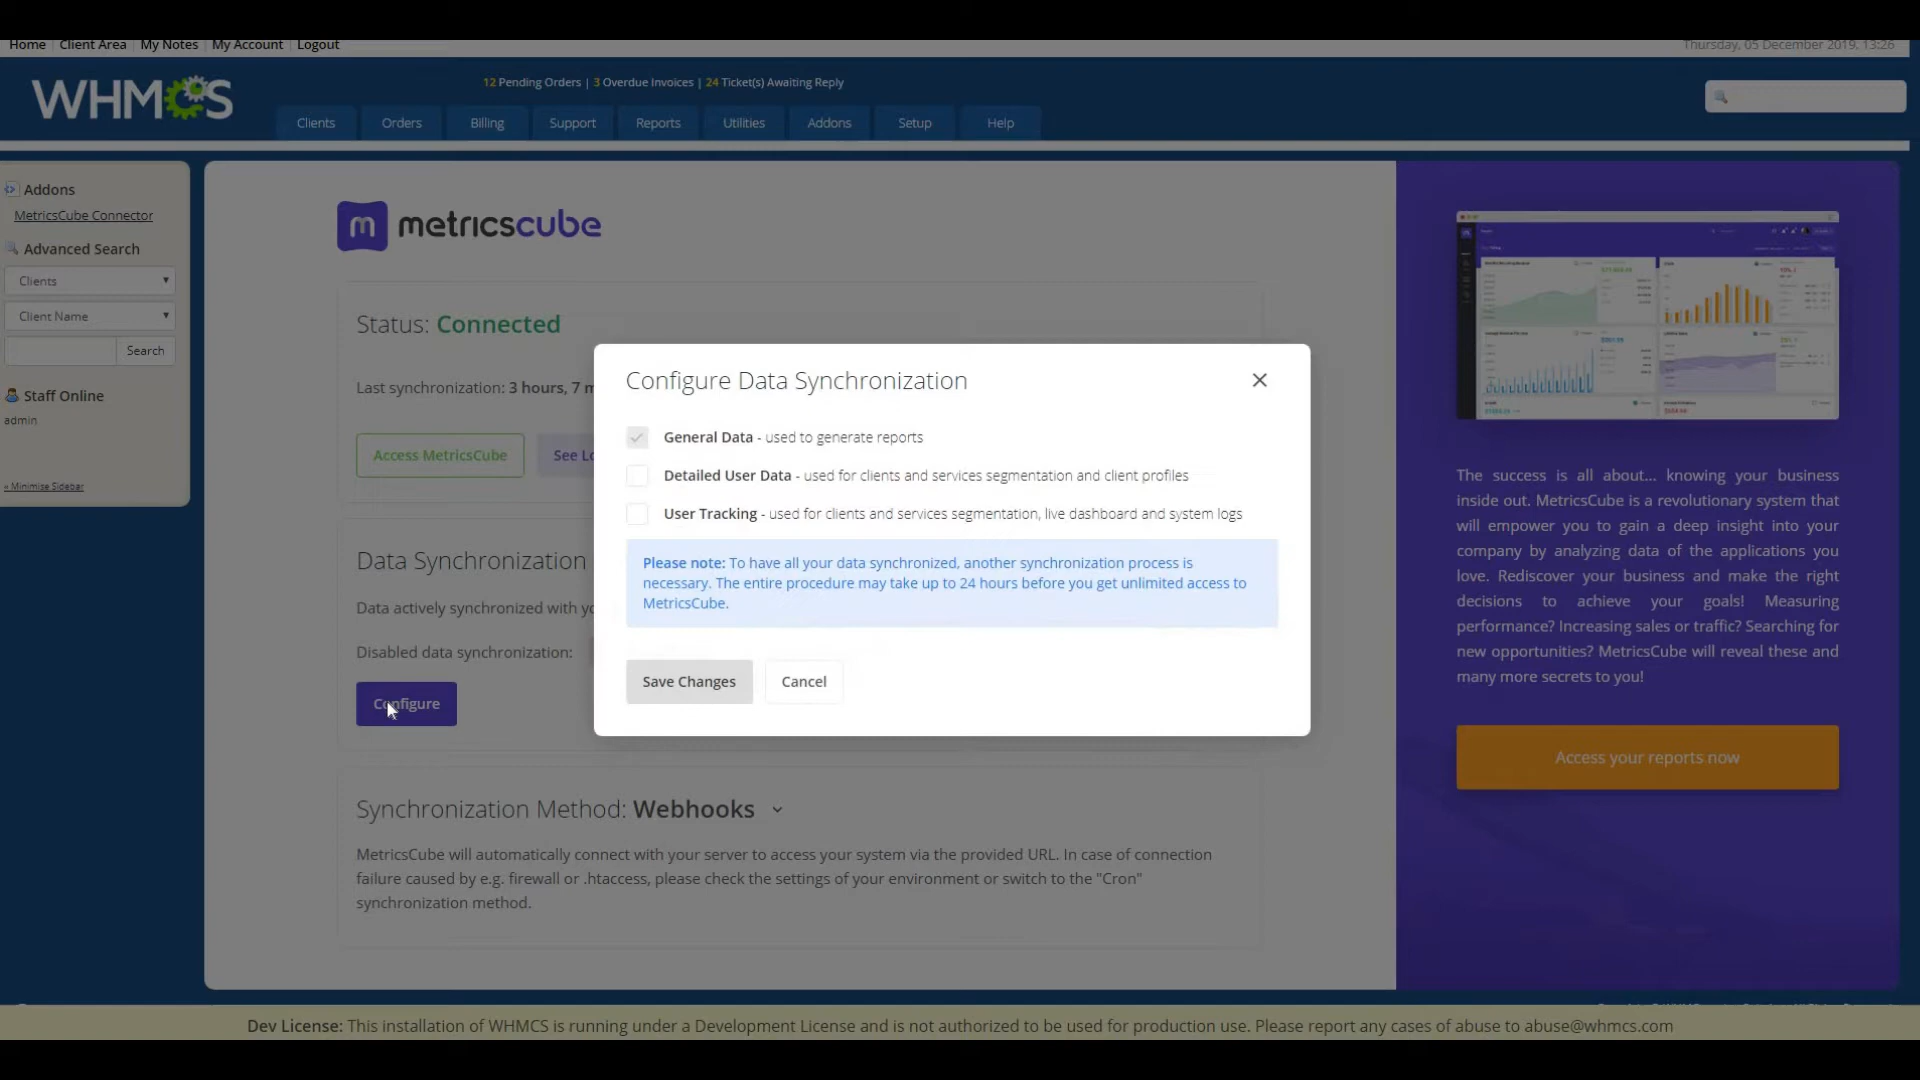 Home Client Area My Notes My Account Logout
Thursday, 05 December 2019, 13:26
WHMCS
12 Pending Orders | 3 Overdue Invoices | 24 Ticket(s) Awaiting Reply
Clients Orders Billing Support Reports Utilities Addons Setup Help
Addons
MetricsCube Connector
Advanced Search
Clients
Client Name
Search
Staff Online
admin
« Minimise Sidebar
m metricscube
Status: Connected
Last synchronization: 3 hours, 7 m
Access MetricsCube See Lo
Data Synchronization
Data actively synchronized with yo
Disabled data synchronization:
Configure
Synchronization Method: Webhooks
MetricsCube will automatically connect with your server to access your system via the provided URL. In case of connection
failure caused by e.g. firewall or .htaccess, please check the settings of your environment or switch to the "Cron"
synchronization method.
Configure Data Synchronization
General Data - used to generate reports
Detailed User Data - used for clients and services segmentation and client profiles
User Tracking - used for clients and services segmentation, live dashboard and system logs
Please note: To have all your data synchronized, another synchronization process is
necessary. The entire procedure may take up to 24 hours before you get unlimited access to
MetricsCube.
Save Changes Cancel
The success is all about... knowing your business
inside out. MetricsCube is a revolutionary system that
will empower you to gain a deep insight into your
company by analyzing data of the applications you
love. Rediscover your business and make the right
decisions to achieve your goals! Measuring
performance? Increasing sales or traffic? Searching for
new opportunities? MetricsCube will reveal these and
many more secrets to you!
Access your reports now
Dev License: This installation of WHMCS is running under a Development License and is not authorized to be used for production use. Please report any cases of abuse to abuse@whmcs.com